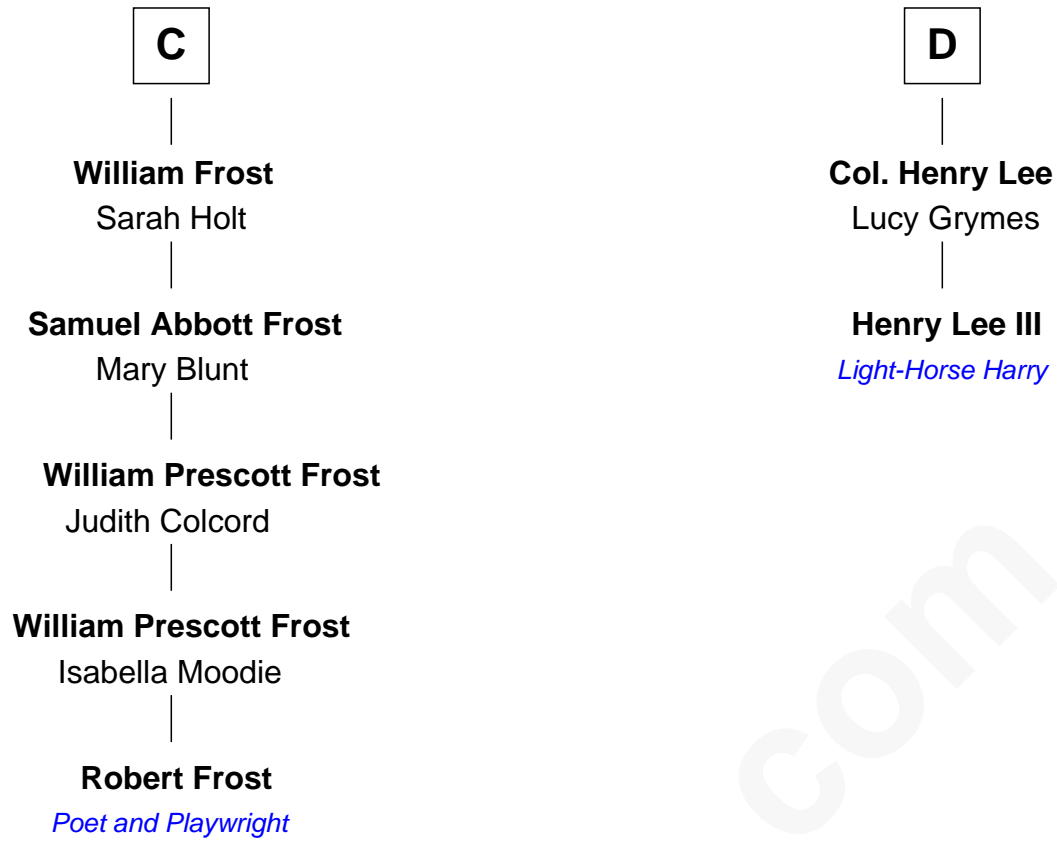 C
William Frost
Sarah Holt
Samuel Abbott Frost
Mary Blunt
William Prescott Frost
Judith Colcord
William Prescott Frost
Isabella Moodie
Robert Frost
Poet and Playwright
D
Col. Henry Lee
Lucy Grymes
Henry Lee III
Light-Horse Harry
com